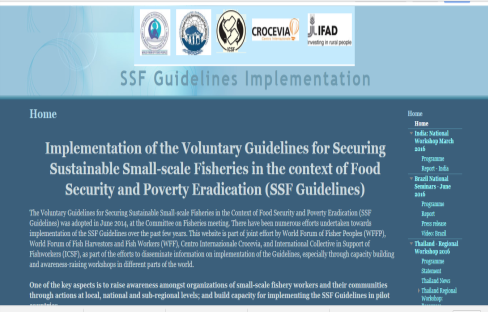 ICSF
CROCEVIA
IFAD
Investing in rural people
SSF Guidelines Implementation
Home
Implementation of the Voluntary Guidelines for Securing
Sustainable Small-scale Fisheries in the context of Food
Security and Poverty Eradication (SSF Guidelines)
The Voluntary Guidelines for Securing Sustainable Small-scale Fisheries in the Context of Food Security and Poverty Eradication (SSF
Guidelines) was adopted in June 2014, at the Committee on Fisheries meeting. There have been numerous efforts undertaken towards
implementation of the SSF Guidelines over the past few years. This website is part of joint effort by World Forum of Fisher Peoples (WFFP),
World Forum of Fish Harvestors and Fish Workers (WFF), Centro Internazionale Crocevia, and International Collective in Support of
Fishworkers (ICSF), as part of the efforts to disseminate information on implementation of the Guidelines, especially through capacity building
and awareness-raising workshops in different parts of the world.
One of the key aspects is to raise awareness amongst organizations of small-scale fishery workers and their communities
through actions at local, national and sub-regional levels; and build capacity for implementing the SSF Guidelines in pilot
countries
Home
Home
India: National
Workshop March
2016
Programme
Report - India
Brazil National
Seminars - June
2016
Programme
Report
Press release
Video: Brazil
Thailand - Regional
Workshop 2016
Programme
Statement
Thailand News
Thailand Regional
Workshop: